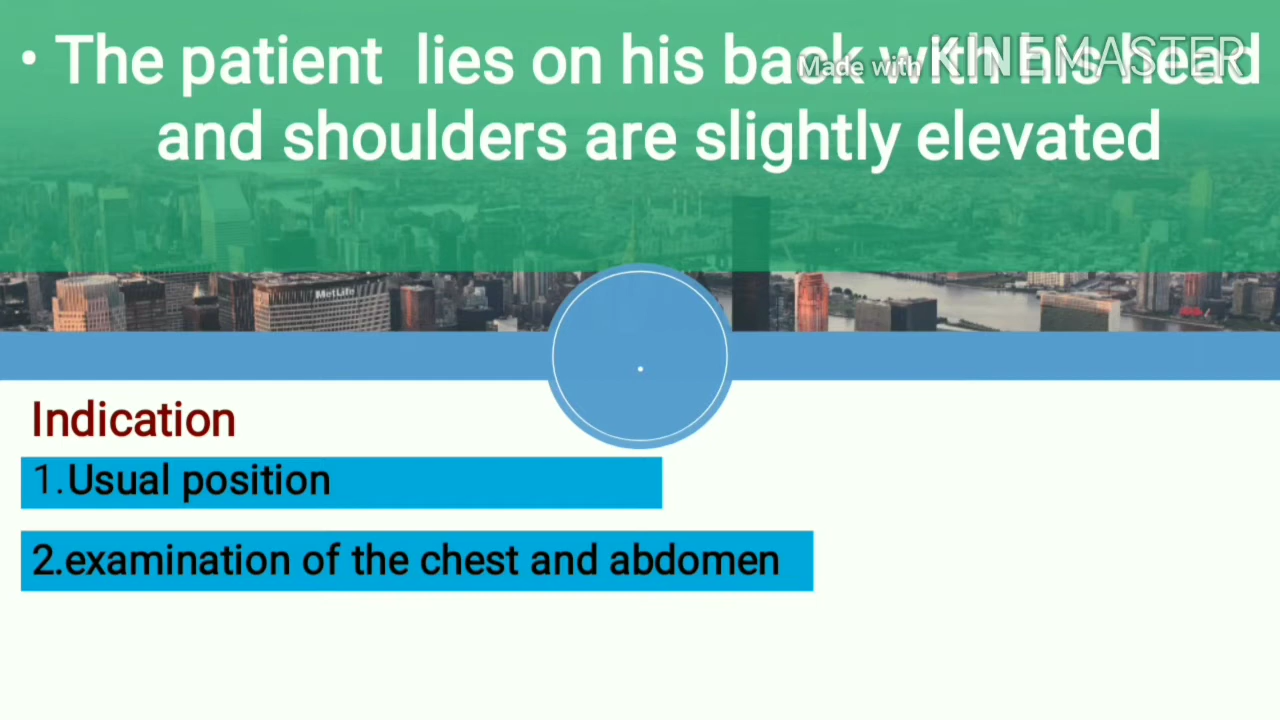 • The patient lies on his back with his head
Made with KINEMASTER
and shoulders are slightly elevated
MetLife
Indication
1.Usual position
2.examination of the chest and abdomen